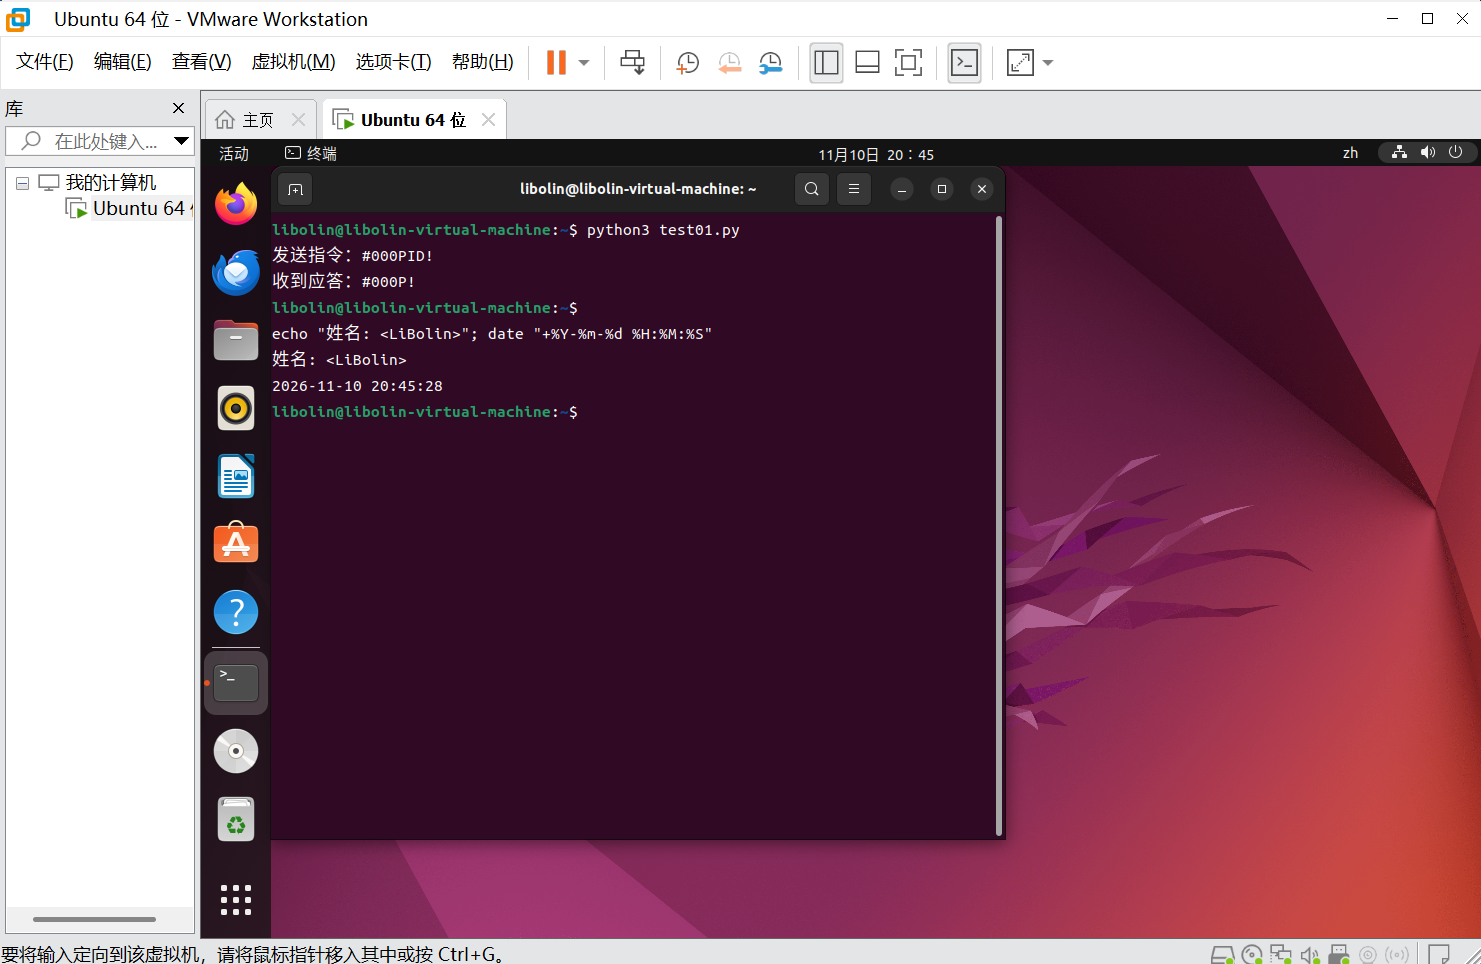 Ubuntu 64 位 - VMware Workstation
文件(F) 编辑(E) 查看(V) 虚拟机(M) 选项卡(T) 帮助(H)
库
主页
Ubuntu 64 位
在此处键入...
我的计算机
Ubuntu 64
活动 终端 11月10日 20：45 zh
libolin@libolin-virtual-machine: ~
libolin@libolin-virtual-machine:~$ python3 test01.py
发送指令：#000PID!
收到应答：#000P!
libolin@libolin-virtual-machine:~$
echo "姓名: <LiBolin>"; date "+%Y-%m-%d %H:%M:%S"
姓名: <LiBolin>
2026-11-10 20:45:28
libolin@libolin-virtual-machine:~$
要将输入定向到该虚拟机，请将鼠标指针移入其中或按 Ctrl+G。